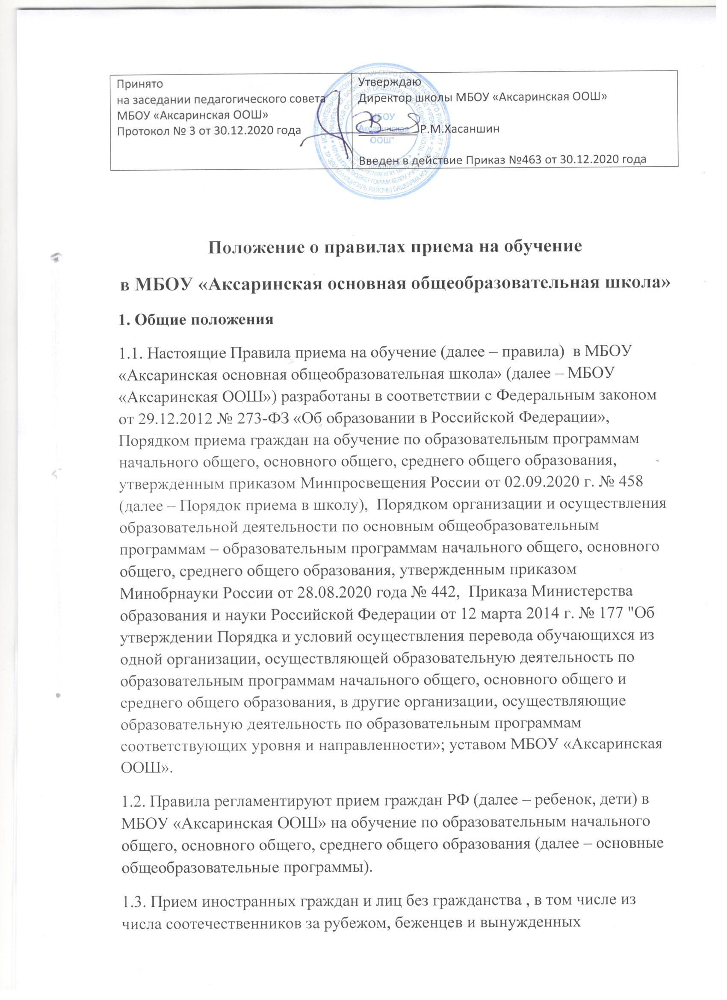 Принято
на заседании педагогического совета
МБОУ «Аксаринская ООШ»
Протокол № 3 от 30.12.2020 года
Утверждаю
Директор школы МБОУ «Аксаринская ООШ»
Р.М.Хасаншин
Введен в действие Приказ №463 от 30.12.2020 года
МБОУ
Аксаринская
ООШ"
Положение о правилах приема на обучение
в МБОУ «Аксаринская основная общеобразовательная школа»
1. Общие положения
1.1. Настоящие Правила приема на обучение (далее – правила)  в МБОУ
«Аксаринская основная общеобразовательная школа» (далее – МБОУ
«Аксаринская ООШ») разработаны в соответствии с Федеральным законом
от 29.12.2012 № 273-ФЗ «Об образовании в Российской Федерации»,
Порядком приема граждан на обучение по образовательным программам
начального общего, основного общего, среднего общего образования,
утвержденным приказом Минпросвещения России от 02.09.2020 г. № 458
(далее – Порядок приема в школу),  Порядком организации и осуществления
образовательной деятельности по основным общеобразовательным
программам – образовательным программам начального общего, основного
общего, среднего общего образования, утвержденным приказом
Минобрнауки России от 28.08.2020 года № 442,  Приказа Министерства
образования и науки Российской Федерации от 12 марта 2014 г. № 177 "Об
утверждении Порядка и условий осуществления перевода обучающихся из
одной организации, осуществляющей образовательную деятельность по
образовательным программам начального общего, основного общего и
среднего общего образования, в другие организации, осуществляющие
образовательную деятельность по образовательным программам
соответствующих уровня и направленности»; уставом МБОУ «Аксаринская
ООШ».
1.2. Правила регламентируют прием граждан РФ (далее – ребенок, дети) в
МБОУ «Аксаринская ООШ» на обучение по образовательным начального
общего, основного общего, среднего общего образования (далее – основные
общеобразовательные программы).
1.3. Прием иностранных граждан и лиц без гражданства , в том числе из
числа соотечественников за рубежом, беженцев и вынужденных